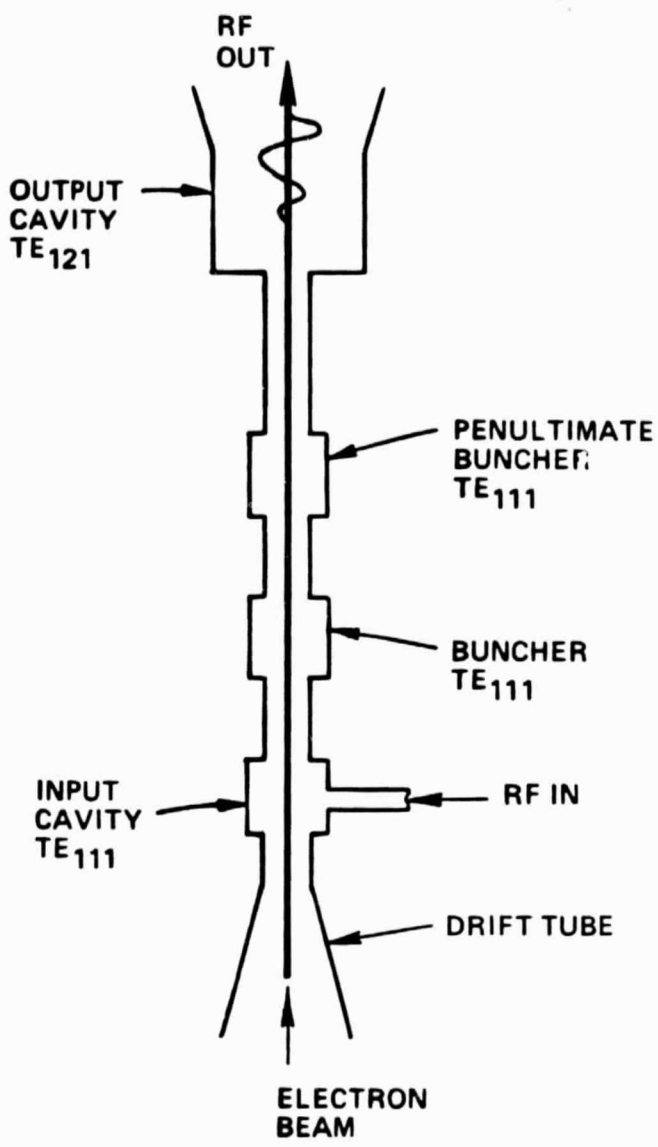 RF
OUT
OUTPUT
CAVITY
TE121
PENULTIMATE
BUNCHER
TE111
BUNCHER
TE111
INPUT
CAVITY
TE111
RF IN
DRIFT TUBE
ELECTRON
BEAM